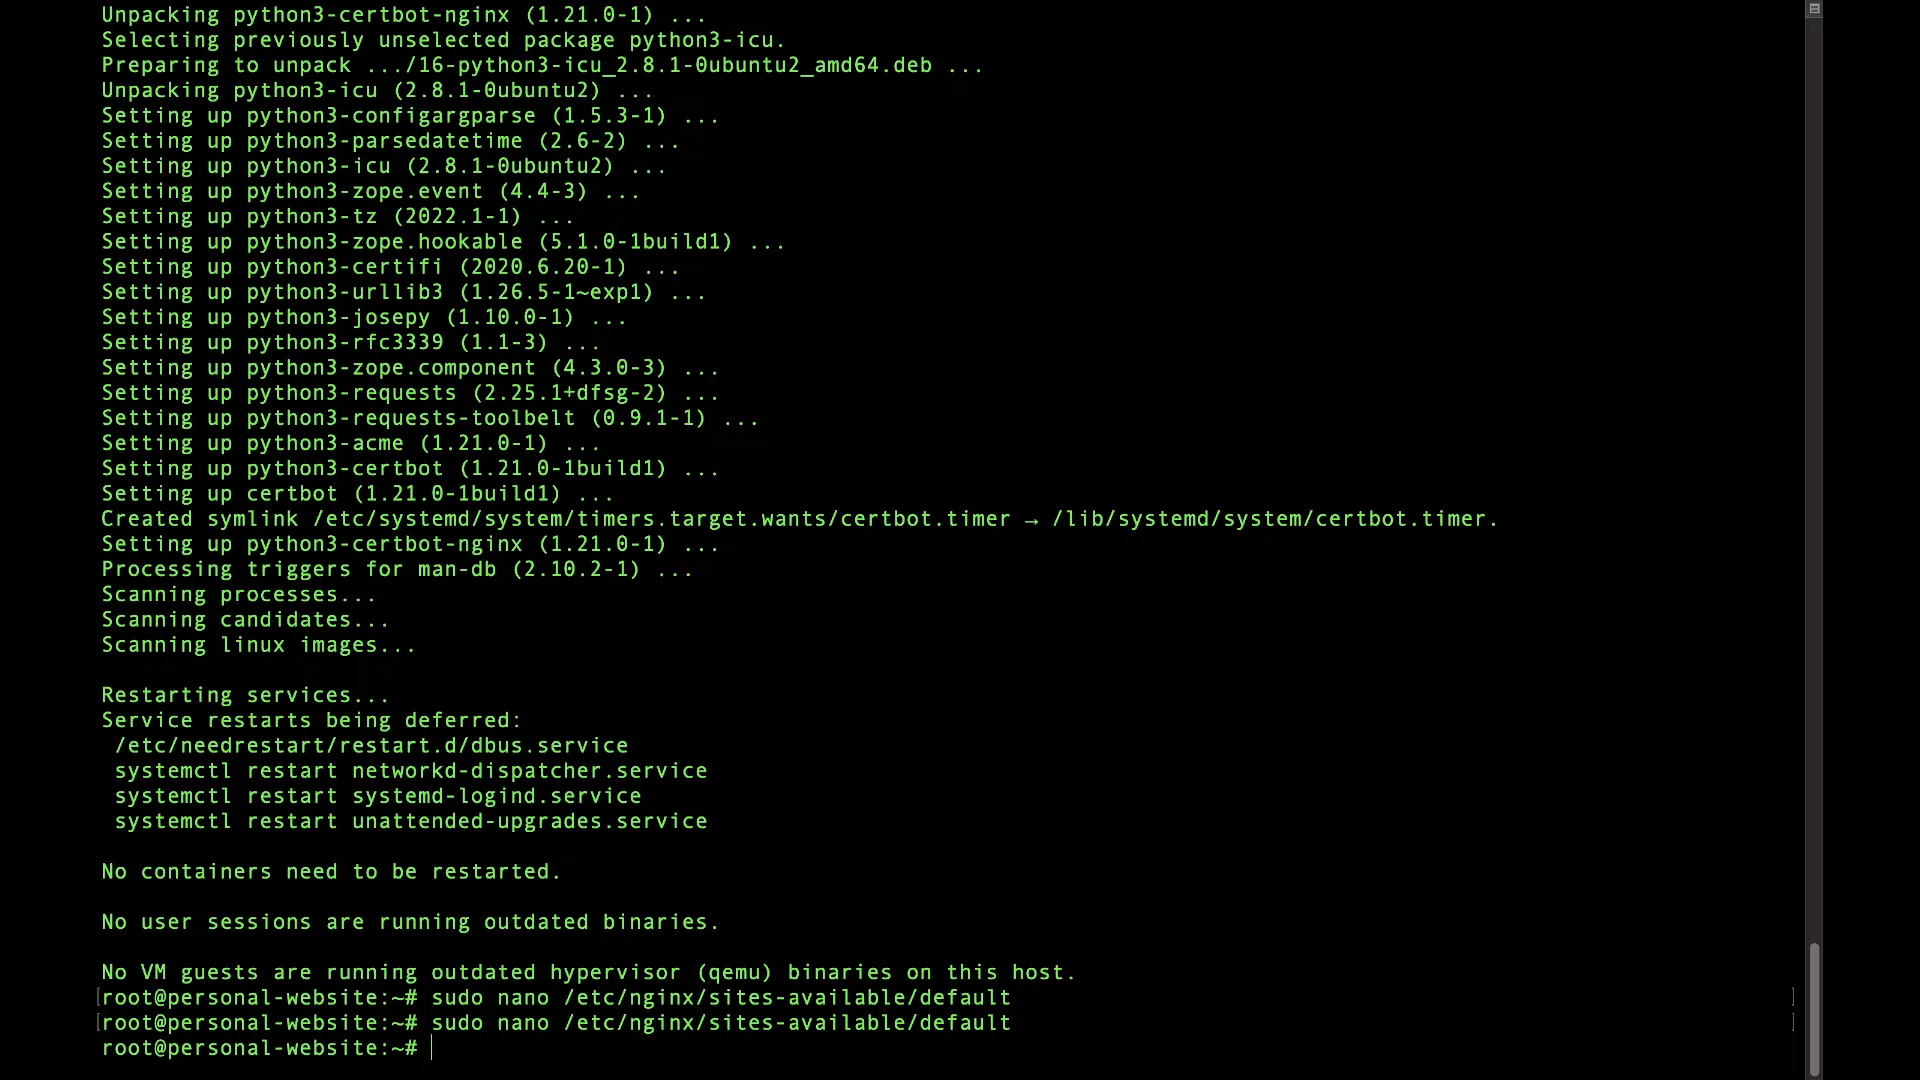 Unpacking python3-certbot-nginx (1.21.0-1) ...
Selecting previously unselected package python3-icu.
Preparing to unpack .../16-python3-icu_2.8.1-0ubuntu2_amd64.deb ...
Unpacking python3-icu (2.8.1-0ubuntu2) ...
Setting up python3-configargparse (1.5.3-1) ...
Setting up python3-parsedatetime (2.6-2) ...
Setting up python3-icu (2.8.1-0ubuntu2) ...
Setting up python3-zope.event (4.4-3) ...
Setting up python3-tz (2022.1-1) ...
Setting up python3-zope.hookable (5.1.0-1build1) ...
Setting up python3-certifi (2020.6.20-1) ...
Setting up python3-urllib3 (1.26.5-1~exp1) ...
Setting up python3-josepy (1.10.0-1) ...
Setting up python3-rfc3339 (1.1-3) ...
Setting up python3-zope.component (4.3.0-3) ...
Setting up python3-requests (2.25.1+dfsg-2) ...
Setting up python3-requests-toolbelt (0.9.1-1) ...
Setting up python3-acme (1.21.0-1) ...
Setting up python3-certbot (1.21.0-1build1) ...
Setting up certbot (1.21.0-1build1) ...
Created symlink /etc/systemd/system/timers.target.wants/certbot.timer → /lib/systemd/system/certbot.timer.
Setting up python3-certbot-nginx (1.21.0-1) ...
Processing triggers for man-db (2.10.2-1) ...
Scanning processes...
Scanning candidates...
Scanning linux images...
Restarting services...
Service restarts being deferred:
/etc/needrestart/restart.d/dbus.service
systemctl restart networkd-dispatcher.service
systemctl restart systemd-logind.service
systemctl restart unattended-upgrades.service
No containers need to be restarted.
No user sessions are running outdated binaries.
No VM guests are running outdated hypervisor (qemu) binaries on this host.
[root@personal-website:~# sudo nano /etc/nginx/sites-available/default ]
[root@personal-website:~# sudo nano /etc/nginx/sites-available/default ]
root@personal-website:~#